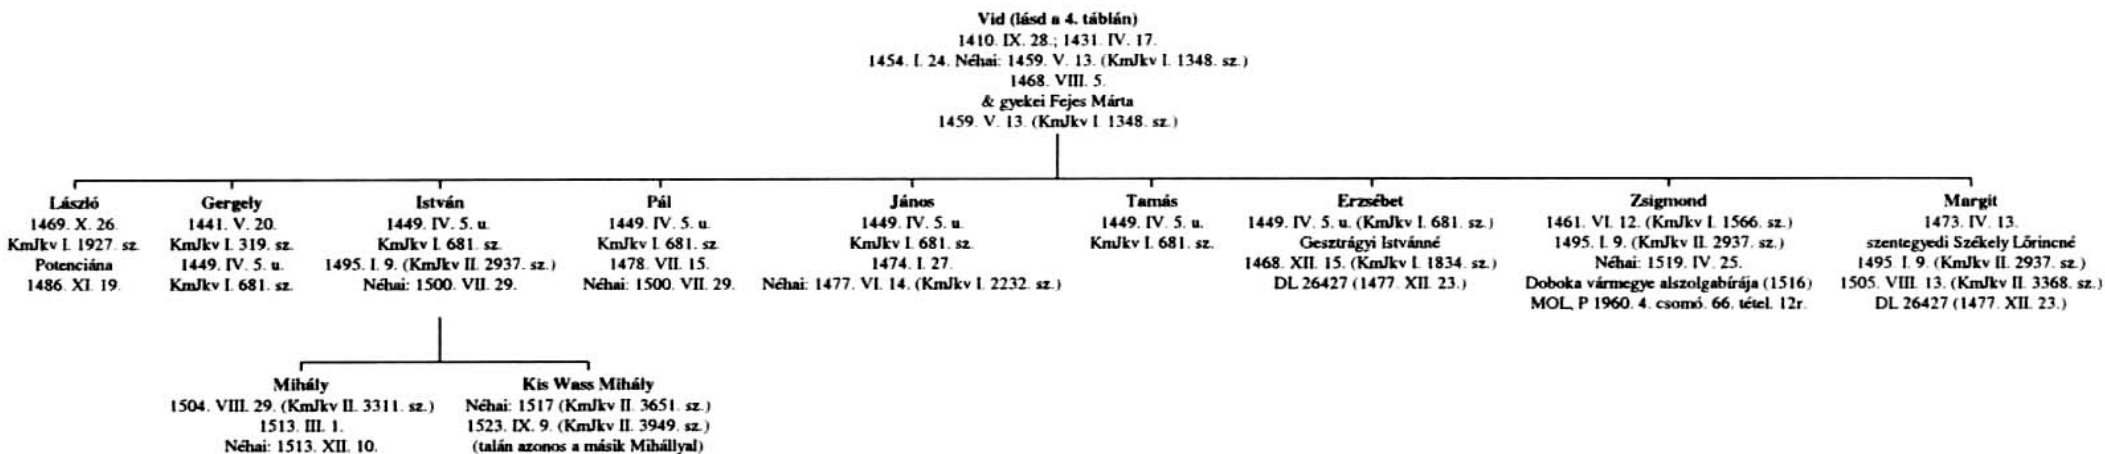 Vid (lásd a 4. táblán)
1410. IX. 28.; 1431. IV. 17.
1454. I. 24. Néhai: 1459. V. 13. (KmJkv I. 1348. sz.)
1468. VIII. 5.
& gyekei Fejes Márta
1459. V. 13. (KmJkv I. 1348. sz.)
László
1469. X. 26.
KmJkv I. 1927. sz.
Potenciána
1486. XI. 19.
Gergely
1441. V. 20.
KmJkv I. 319. sz.
1449. IV. 5. u.
KmJkv I. 681. sz.
István
1449. IV. 5. u.
KmJkv I. 681. sz.
1495. I. 9. (KmJkv II. 2937. sz.)
Néhai: 1500. VII. 29.
Pál
1449. IV. 5. u.
KmJkv I. 681. sz.
1478. VII. 15.
Néhai: 1500. VII. 29.
János
1449. IV. 5. u.
KmJkv I. 681. sz.
1474. I. 27.
Néhai: 1477. VI. 14. (KmJkv I. 2232. sz.)
Tamás
1449. IV. 5. u.
KmJkv I. 681. sz.
Erzsébet
1449. IV. 5. u. (KmJkv I. 681. sz.)
Gesztrágyi Istvánné
1468. XII. 15. (KmJkv I. 1834. sz.)
DL 26427 (1477. XII. 23.)
Zsigmond
1461. VI. 12. (KmJkv I. 1566. sz.)
1495. I. 9. (KmJkv II. 2937. sz.)
Néhai: 1519. IV. 25.
Doboka vármegye alszolgabírája (1516)
MOL, P 1960. 4. csomó. 66. tétel. 12r.
Margit
1473. IV. 13.
szentegyedi Székely Lőrincné
1495. I. 9. (KmJkv II. 2937. sz.)
1505. VIII. 13. (KmJkv II. 3368. sz.)
DL 26427 (1477. XII. 23.)
Mihály
1504. VIII. 29. (KmJkv II. 3311. sz.)
1513. III. 1.
Néhai: 1513. XII. 10.
Kis Wass Mihály
Néhai: 1517 (KmJkv II. 3651. sz.)
1523. IX. 9. (KmJkv II. 3949. sz.)
(talán azonos a másik Mihállyal)